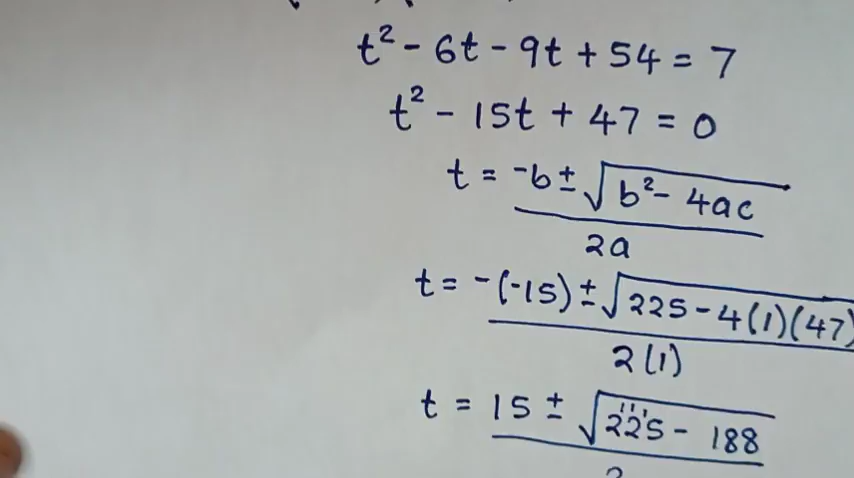 t² - 6t - 9t + 54 = 7
t² - 15t + 47 = 0
t = -b ± √(b² - 4ac)
2a
t = -(-15) ± √(225 - 4(1)(47)
2(1)
t = 15 ± √(225 - 188)